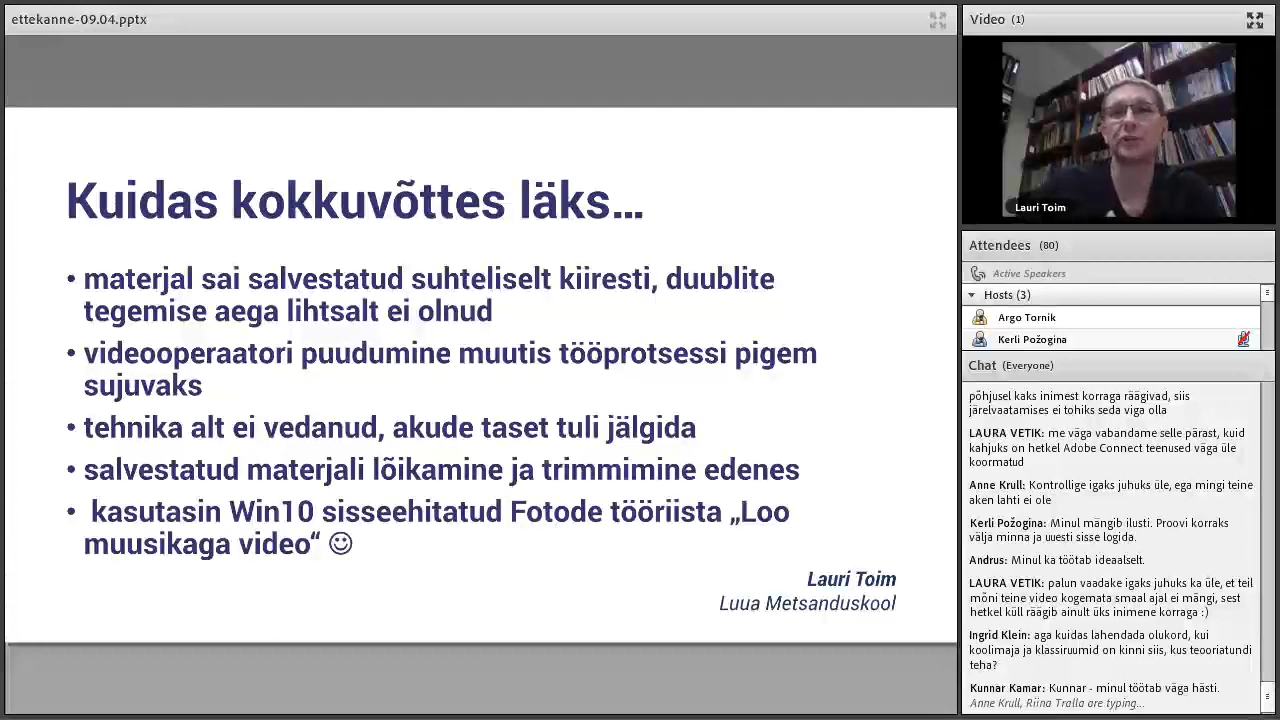 ettekanne-09.04.pptx
Kuidas kokkuvõttes läks...
• materjal sai salvestatud suhteliselt kiiresti, duublite
tegemise aega lihtsalt ei olnud
• videooperaatori puudumine muutis tööprotsessi pigem
sujuvaks
• tehnika alt ei vedanud, akude taset tuli jälgida
• salvestatud materjali lõikamine ja trimmimine edenes
• kasutasin Win10 sisseehitatud Fotode tööriista „Loo
muusikaga video“ ☺
Lauri Toim
Luua Metsanduskool
Video (1)
Lauri Toim
Attendees (80)
Active Speakers
Hosts (3)
Argo Tornik
Kerli Požogina
Chat (Everyone)
põhjusel kaks inimest korraga räägivad, siis
järelvaatamises ei tohiks seda viga olla
LAURA VETIK: me väga vabandame selle pärast, kuid
kahjuks on hetkel Adobe Connect teenused väga üle
koormatud
Anne Krull: Kontrollige igaks juhuks üle, ega mingi teine
aken lahti ei ole
Kerli Požogina: Minul mängib ilusti. Proovi korraks
välja minna ja uuesti sisse logida.
Andrus: Minul ka töötab ideaalselt.
LAURA VETIK: palun vaadake igaks juhuks ka üle, et teil
mõni teine video kogemata smaal ajal ei mängi, sest
hetkel küll räägib ainult üks inimene korraga :)
Ingrid Klein: aga kuidas lahendada olukord, kui
koolimaja ja klassiruumid on kinni siis, kus teooriatundi
teha?
Kunnar Kamar: Kunnar - minul töötab väga hästi.
Anne Krull, Riina Tralla are typing...